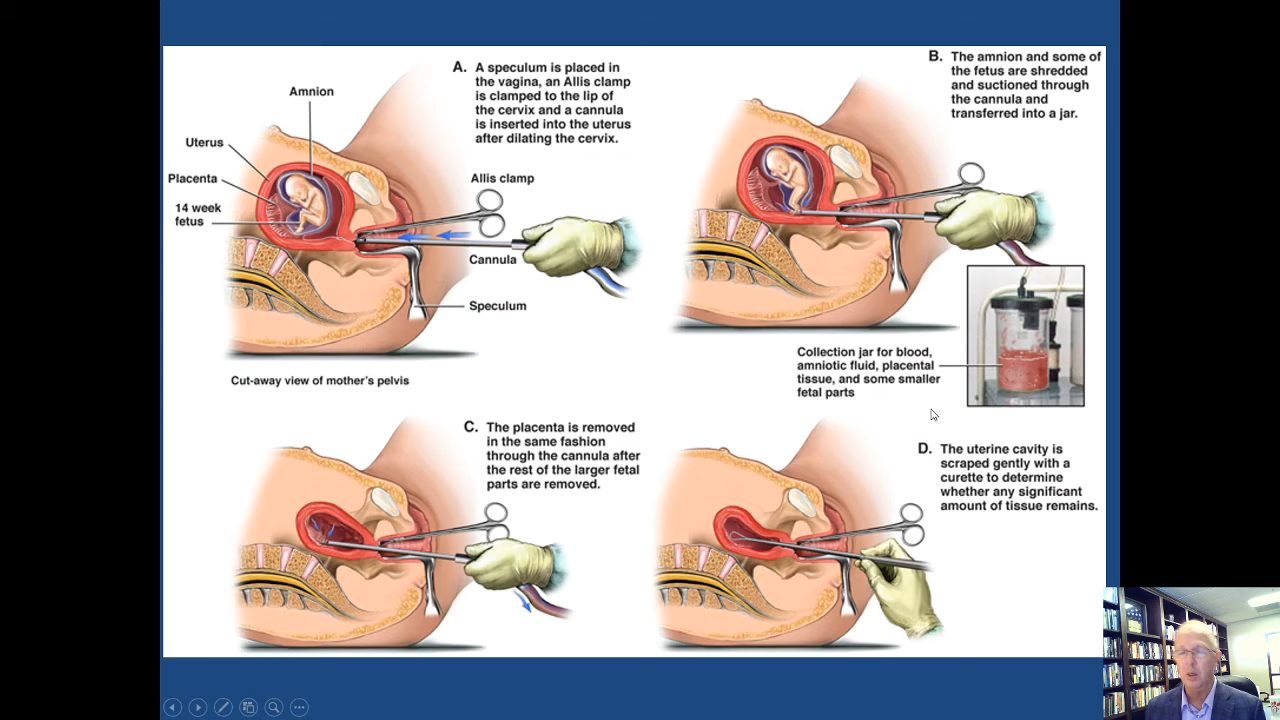 A. A speculum is placed in
the vagina, an Allis clamp
is clamped to the lip of
the cervix and a cannula
is inserted into the uterus
after dilating the cervix.
Amnion
Uterus
Placenta
14 week
fetus
Allis clamp
Cannula
Speculum
Cut-away view of mother's pelvis
B. The amnion and some of
the fetus are shredded
and suctioned through
the cannula and
transferred into a jar.
Collection jar for blood,
amniotic fluid, placental
tissue, and some smaller
fetal parts
C. The placenta is removed
in the same fashion
through the cannula after
the rest of the larger fetal
parts are removed.
D. The uterine cavity is
scraped gently with a
curette to determine
whether any significant
amount of tissue remains.